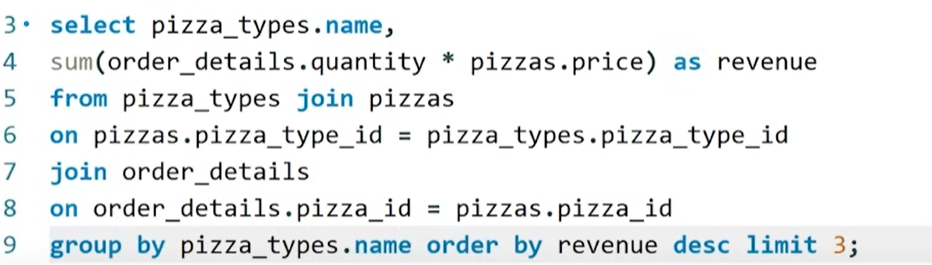 3 select pizza_types.name,
4 sum(order_details.quantity * pizzas.price) as revenue
5 from pizza_types join pizzas
6 on pizzas.pizza_type_id = pizza_types.pizza_type_id
7 join order_details
8 on order_details.pizza_id = pizzas.pizza_id
9 group by pizza_types.name order by revenue desc limit 3;